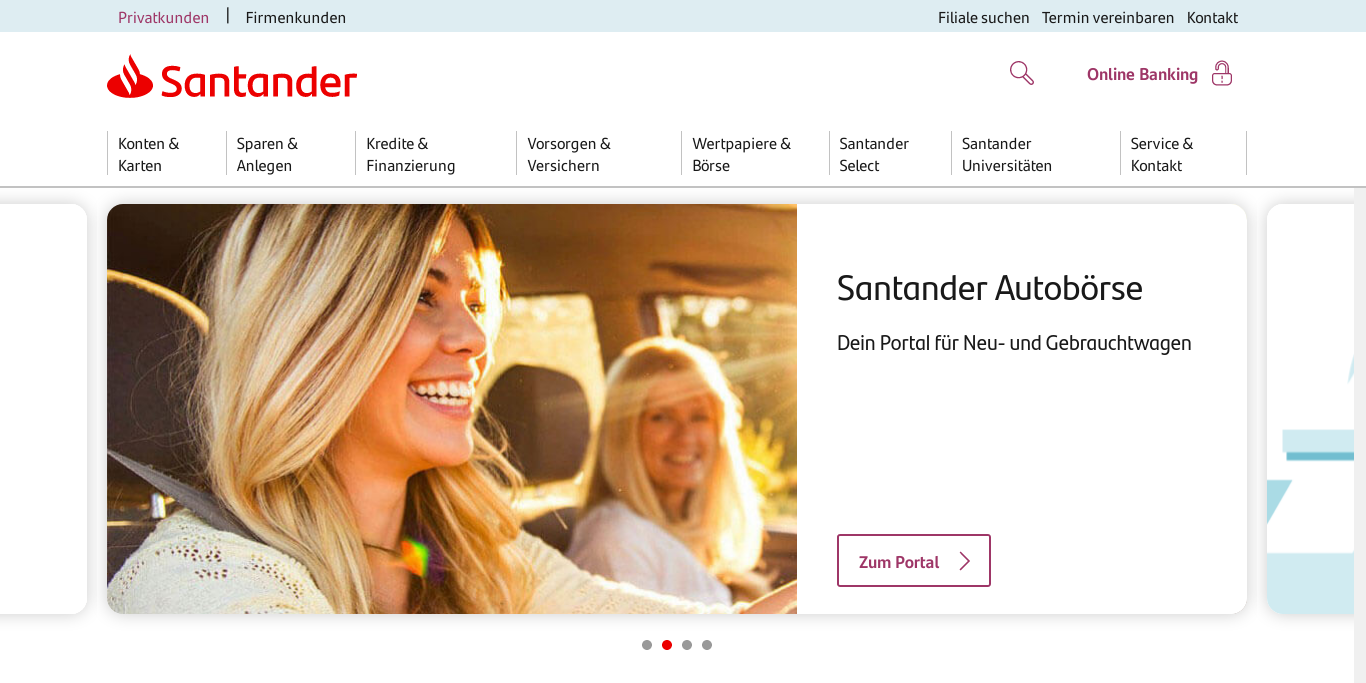 Privatkunden | Firmenkunden
Filiale suchen Termin vereinbaren Kontakt
Santander
Online Banking
Konten &
Karten
Sparen &
Anlegen
Kredite &
Finanzierung
Vorsorgen &
Versichern
Wertpapiere &
Börse
Santander
Select
Santander
Universitäten
Service &
Kontakt
Santander Autobörse
Dein Portal für Neu- und Gebrauchtwagen
Zum Portal